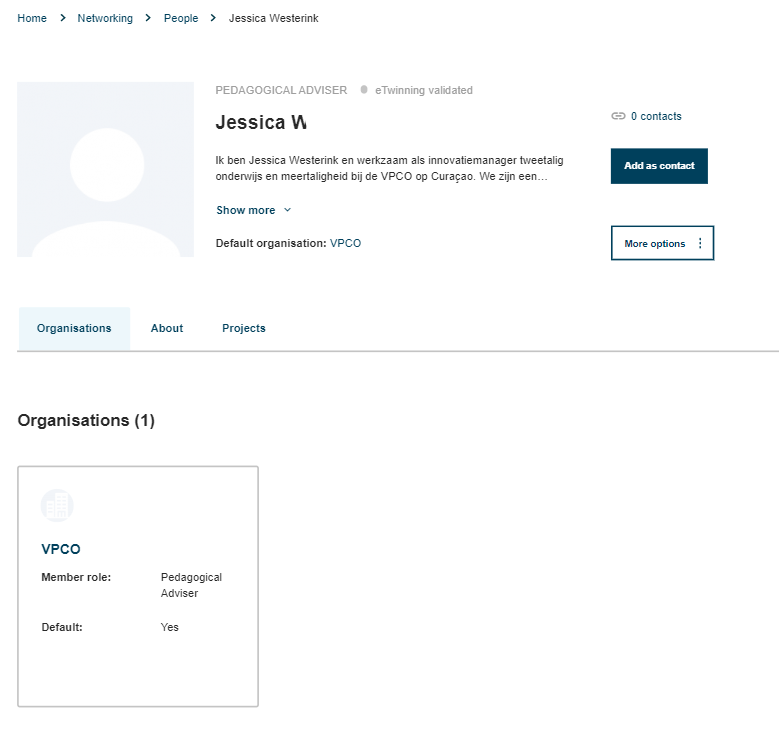 Home > Networking > People > Jessica Westerink
PEDAGOGICAL ADVISER eTwinning validated
Jessica W
0 contacts
Ik ben Jessica Westerink en werkzaam als innovatiemanager tweetalig
onderwijs en meertaligheid bij de VPCO op Curaçao. We zijn een...
Add as contact
Show more
Default organisation: VPCO
More options
Organisations About Projects
Organisations (1)
VPCO
Member role: Pedagogical
Adviser
Default: Yes